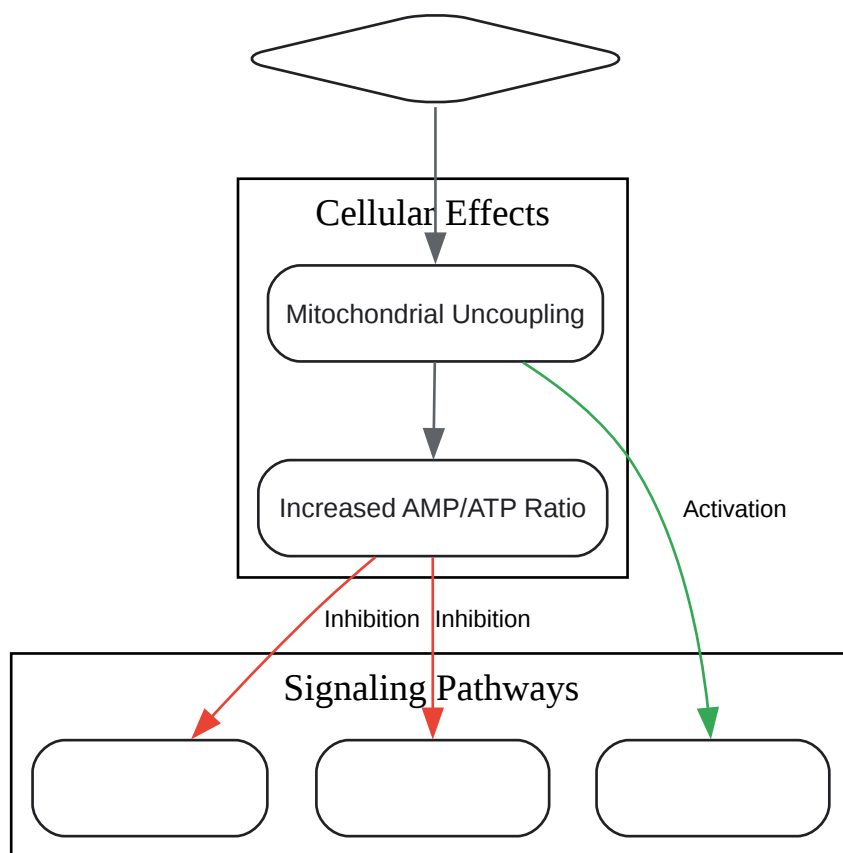 Cellular Effects
Mitochondrial Uncoupling
Increased AMP/ATP Ratio
Activation
Inhibition
Inhibition
Signaling Pathways